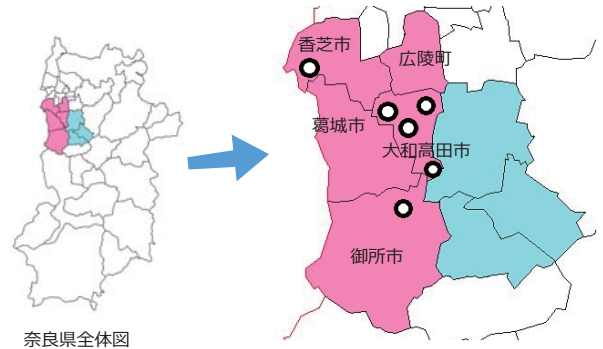 香芝市
広陵町
葛城市
大和高田市
御所市
奈良県全体図